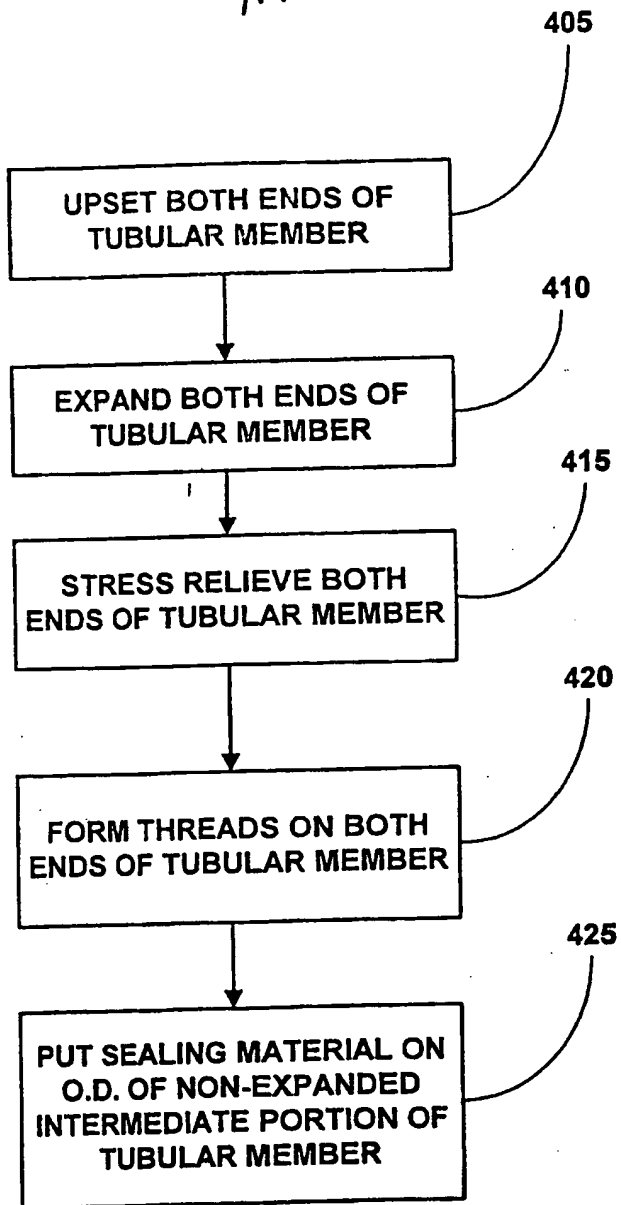 405
UPSET BOTH ENDS OF
TUBULAR MEMBER
410
EXPAND BOTH ENDS OF
TUBULAR MEMBER
415
STRESS RELIEVE BOTH
ENDS OF TUBULAR MEMBER
420
FORM THREADS ON BOTH
ENDS OF TUBULAR MEMBER
425
PUT SEALING MATERIAL ON
O.D. OF NON-EXPANDED
INTERMEDIATE PORTION OF
TUBULAR MEMBER